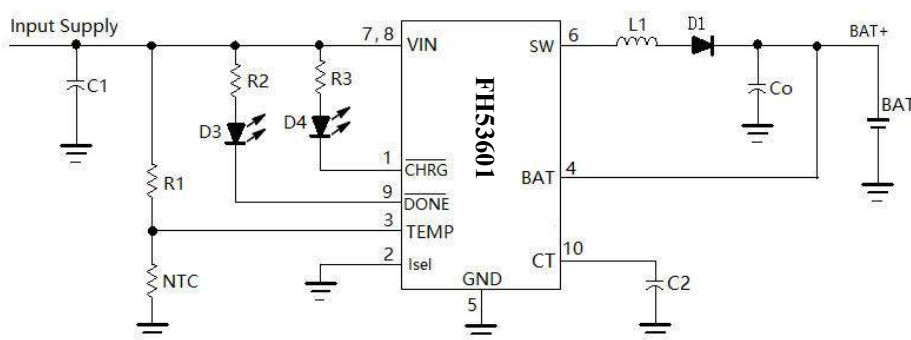 Input Supply
C1
R1
NTC
R2
D3
R3
D4
7, 8
VIN
1
CHRG
9
DONE
3
TEMP
2
Isel
GND
5
FH53601
SW
6
BAT
4
CT
10
L1
D1
Co
C2
BAT+
BAT